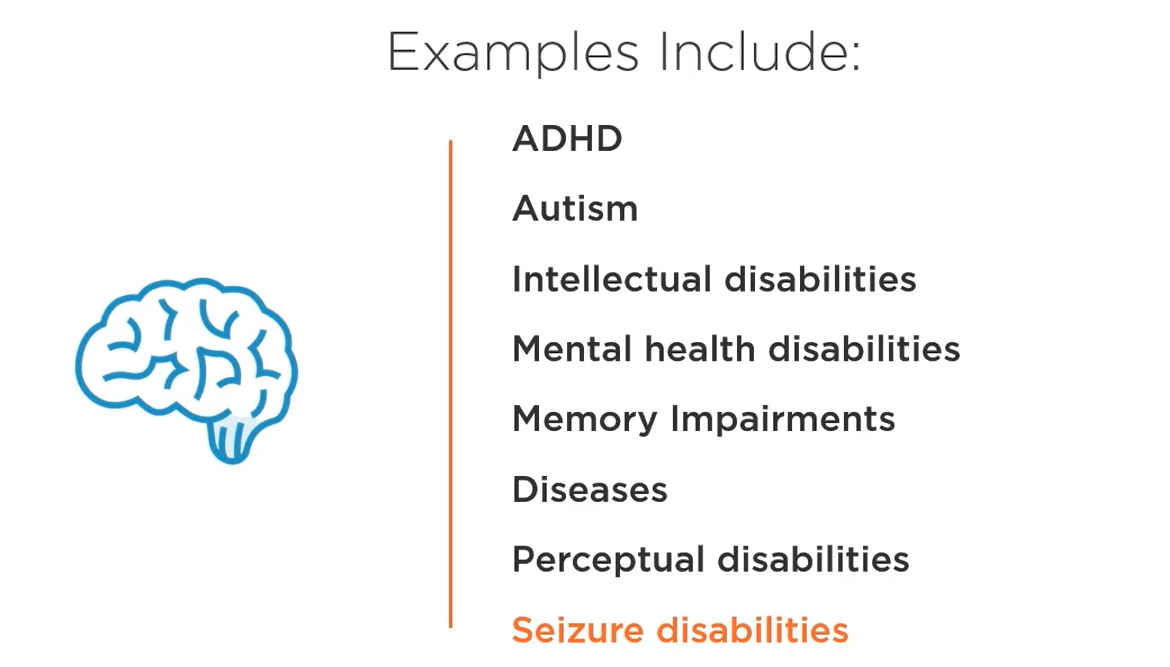 Examples Include:
ADHD
Autism
Intellectual disabilities
Mental health disabilities
Memory Impairments
Diseases
Perceptual disabilities
Seizure disabilities